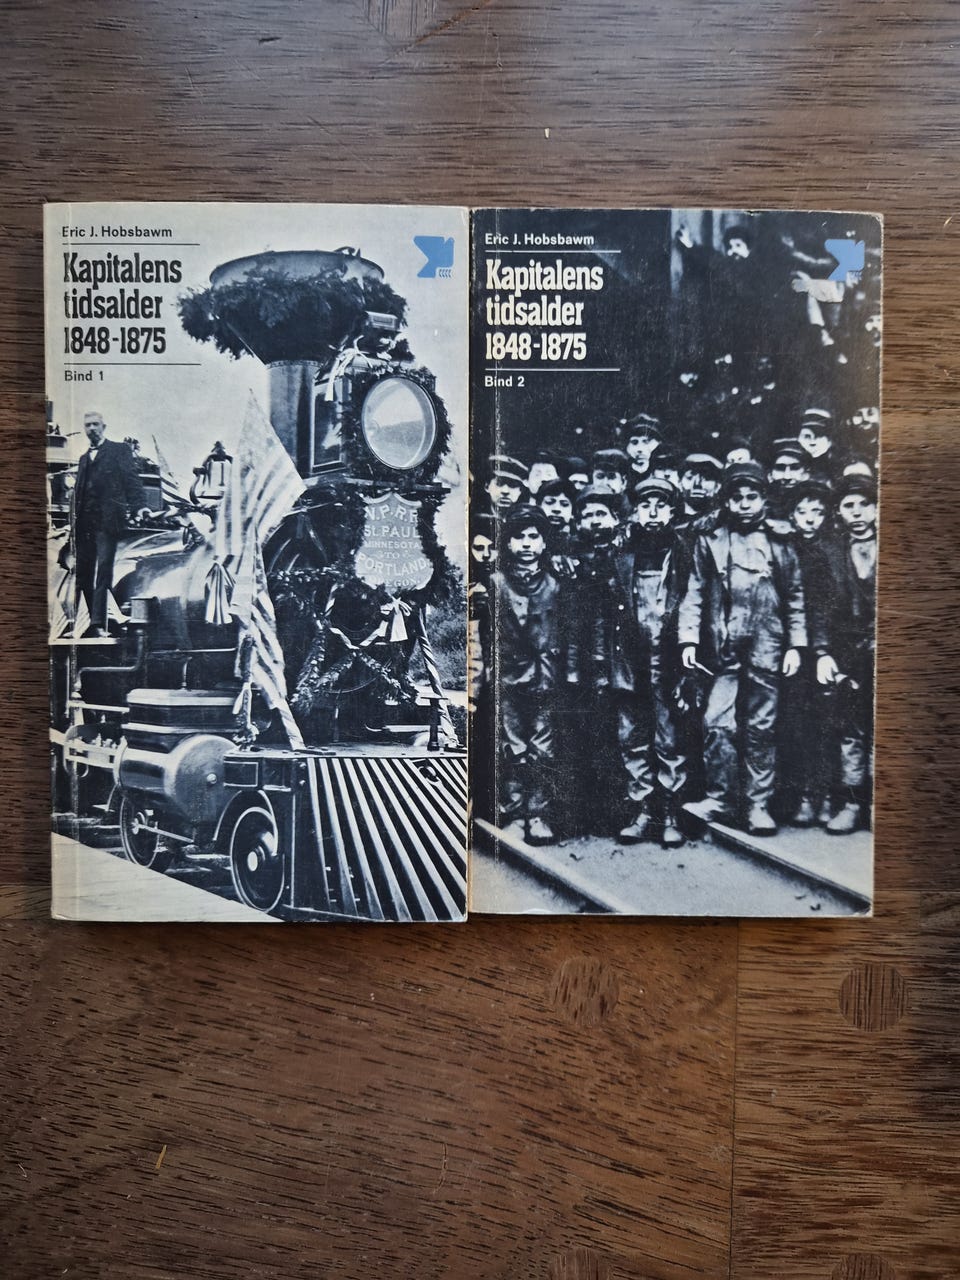 Eric J. Hobsbawm
Kapitalens
tidsalder
1848-1875
Bind 1
N.P.R.R.
St. PAUL
MINNESOTA
TO
PORTLAND
OREGON
Eric J. Hobsbawm
Kapitalens
tidsalder
1848-1875
Bind 2